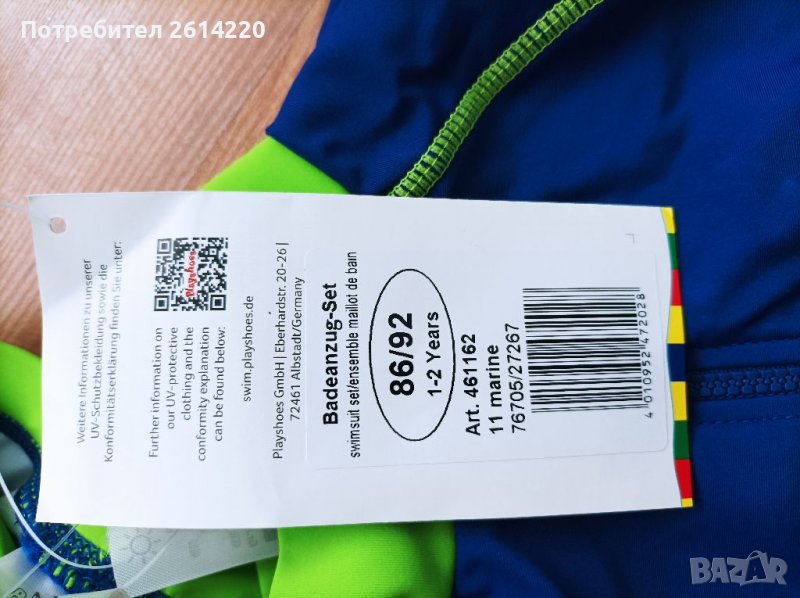 Потребител 2614220
Weitere Informationen zu unserer
UV-Schutzbekleidung sowie die
Konformitätserklärung finden Sie unter:
Further information on
our UV-protective
clothing and the
conformity explanation
can be found below:
Playshoes
swim.playshoes.de
Playshoes GmbH | Eberhardstr. 20-26 |
72461 Albstadt/Germany
Badeanzug-Set
swimsuit set/ensemble maillot de bain
86/92
1-2 Years
Art. 461162
11 marine
76705/27267
4 010952 472028
BAZAR